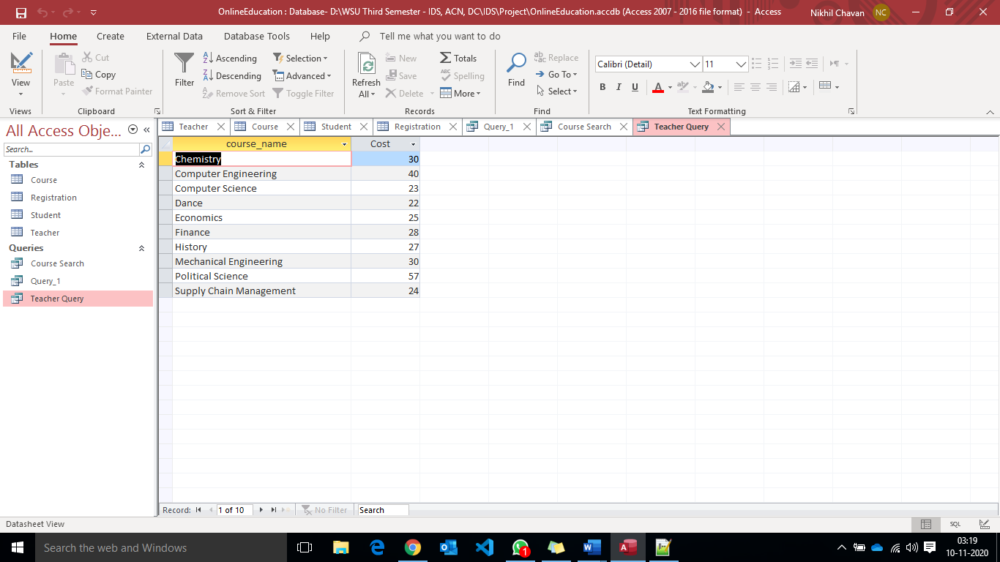 OnlineEducation : Database- D:\WSU Third Semester - IDS, ACN, DC\IDS\Project\OnlineEducation.accdb (Access 2007 - 2016 file format) - Access
Nikhil Chavan NC
File Home Create External Data Database Tools Help Tell me what you want to do
View
Views
Paste
Cut
Copy
Format Painter
Clipboard
Filter
Ascending
Descending
Remove Sort
Selection
Advanced
Toggle Filter
Sort & Filter
Refresh
All
New
Save
Delete
Totals
Spelling
More
Records
Find
Replace
Go To
Select
Find
Calibri (Detail) 11
B I U A
Text Formatting
All Access Obje...
Search...
Tables
Course
Registration
Student
Teacher
Queries
Course Search
Query_1
Teacher Query
Teacher Course Student Registration Query_1 Course Search Teacher Query
course_name Cost
Chemistry 30
Computer Engineering 40
Computer Science 23
Dance 22
Economics 25
Finance 28
History 27
Mechanical Engineering 30
Political Science 57
Supply Chain Management 24
Record: 1 of 10 No Filter Search
Datasheet View SQL
Search the web and Windows
1
03:19
10-11-2020